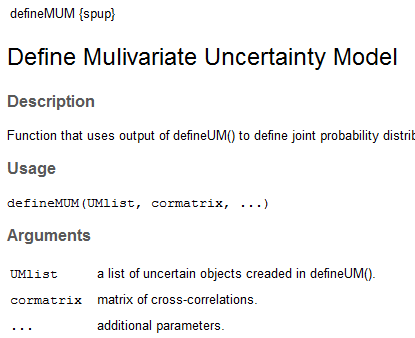 defineMUM {spup}
Define Mulivariate Uncertainty Model
Description
Function that uses output of defineUM() to define joint probability
Usage
defineMUM(UMlist, cormatrix, ...)
Arguments
UMlist a list of uncertain objects creaded in defineUM().
cormatrix matrix of cross-correlations.
... additional parameters.